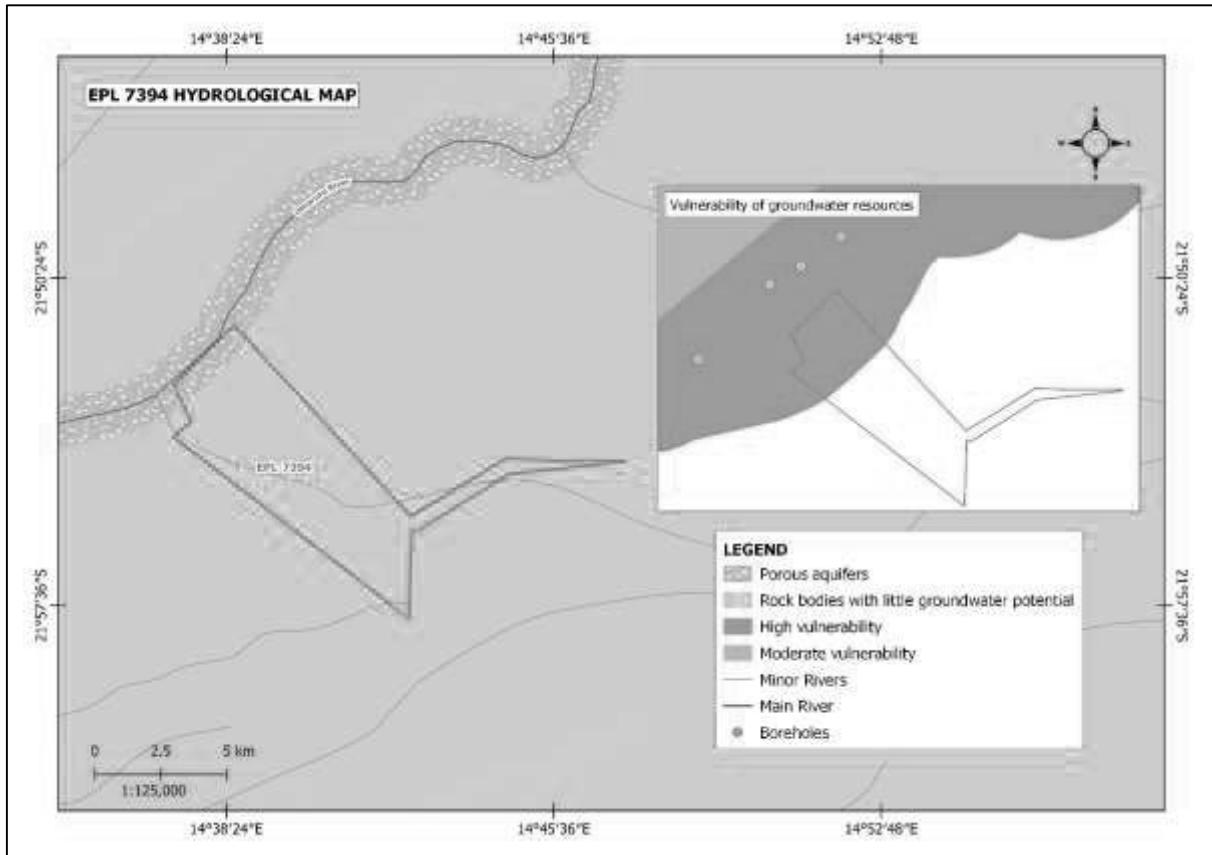 14°38'24"E 14°45'36"E 14°52'48"E
EPL 7394 HYDROLOGICAL MAP
N
W E
S
Vulnerability of groundwater resources
River
21°50'24"S 21°50'24"S
EPL 7394
LEGEND
Porous aquifers
Rock bodies with little groundwater potential
High vulnerability
Moderate vulnerability
Minor Rivers
Main River
Boreholes
21°57'36"S 21°57'36"S
0 2.5 5 km
1:125,000
14°38'24"E 14°45'36"E 14°52'48"E